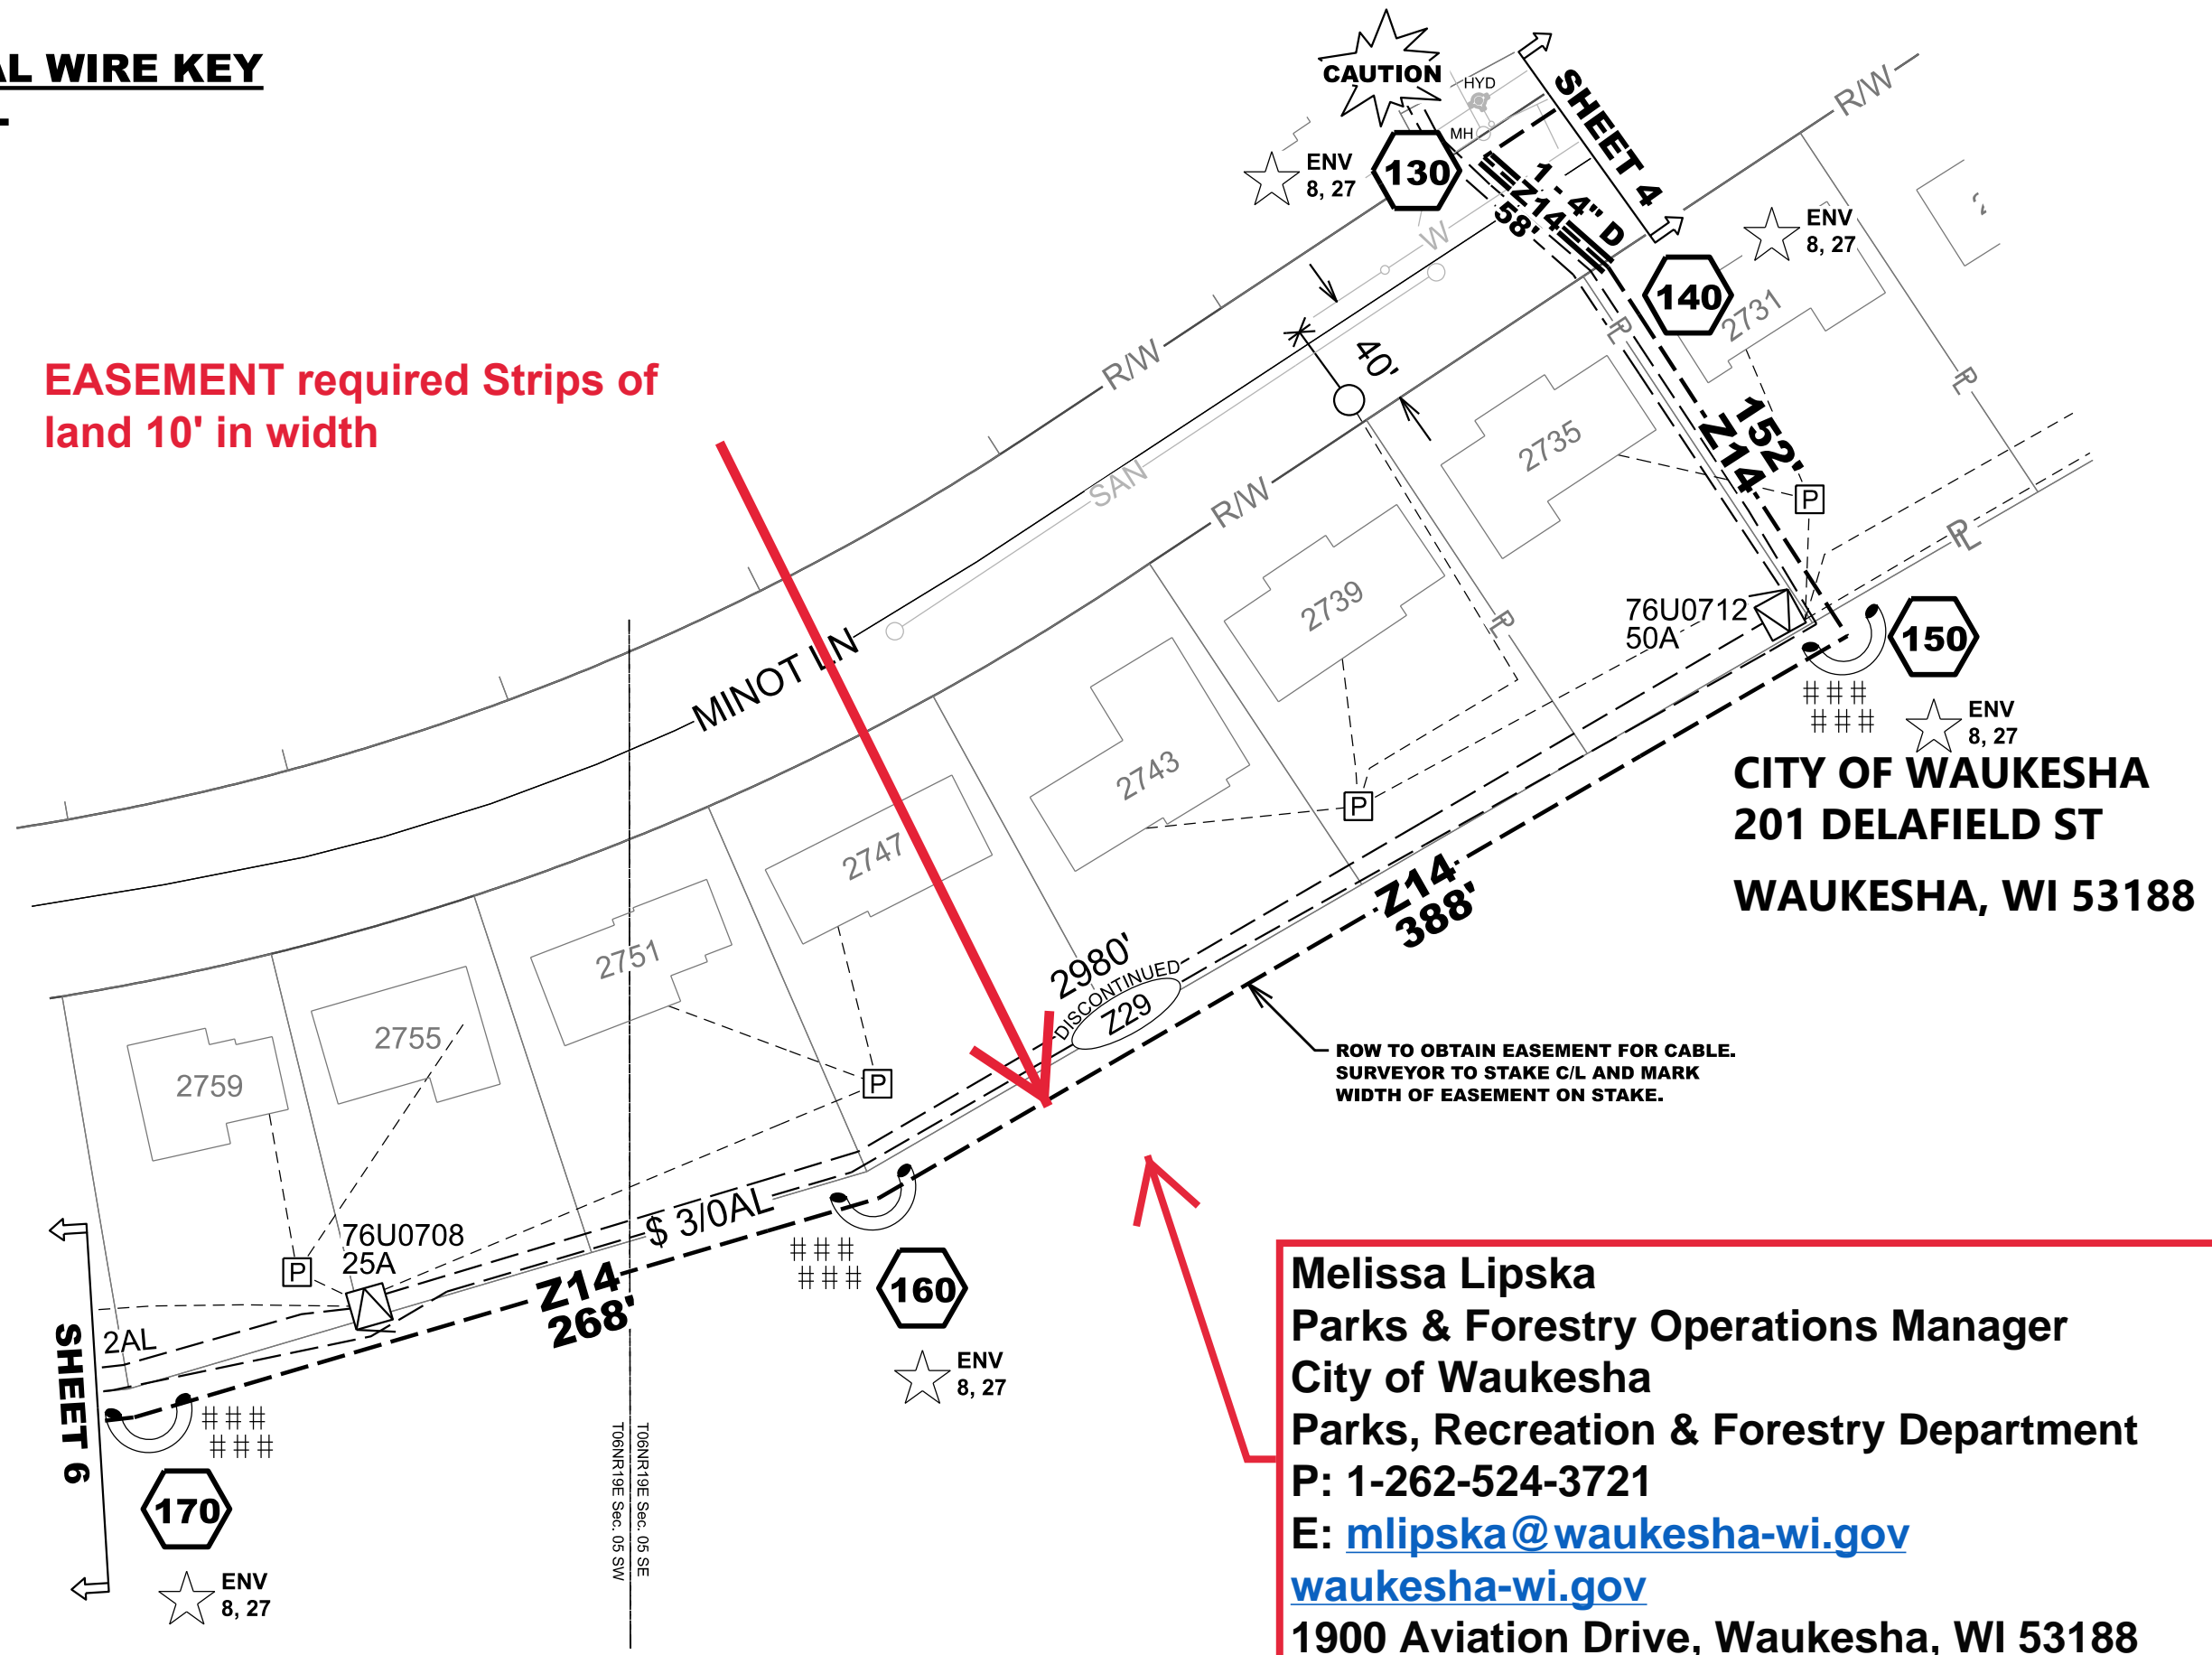 AL WIRE KEY
CAUTION
HYD
MH
SHEET 4
R/W
ENV
8, 27
130
1 - 4" D
E=Z14
58'
W
ENV
8, 27
140
2731
PL
PL
EASEMENT required Strips of
land 10' in width
R/W
40'
SAN
R/W
2735
152'
Z14
P
PL
2739
PL
76U0712
50A
150
# # #
# # #
ENV
8, 27
MINOT LN
2743
P
CITY OF WAUKESHA
201 DELAFIELD ST
WAUKESHA, WI 53188
2747
Z14
388'
2751
2980'
DISCONTINUED
Z29
2755
2759
P
ROW TO OBTAIN EASEMENT FOR CABLE.
SURVEYOR TO STAKE C/L AND MARK
WIDTH OF EASEMENT ON STAKE.
$ 3/0AL
76U0708
25A
P
# # #
# # #
160
Z14
268'
ENV
8, 27
2AL
SHEET 6
# # #
# # #
170
ENV
8, 27
T06NR19E Sec. 05 SW
T06NR19E Sec. 05 SE
Melissa Lipska
Parks & Forestry Operations Manager
City of Waukesha
Parks, Recreation & Forestry Department
P: 1-262-524-3721
E: mlipska@waukesha-wi.gov
waukesha-wi.gov
1900 Aviation Drive, Waukesha, WI 53188